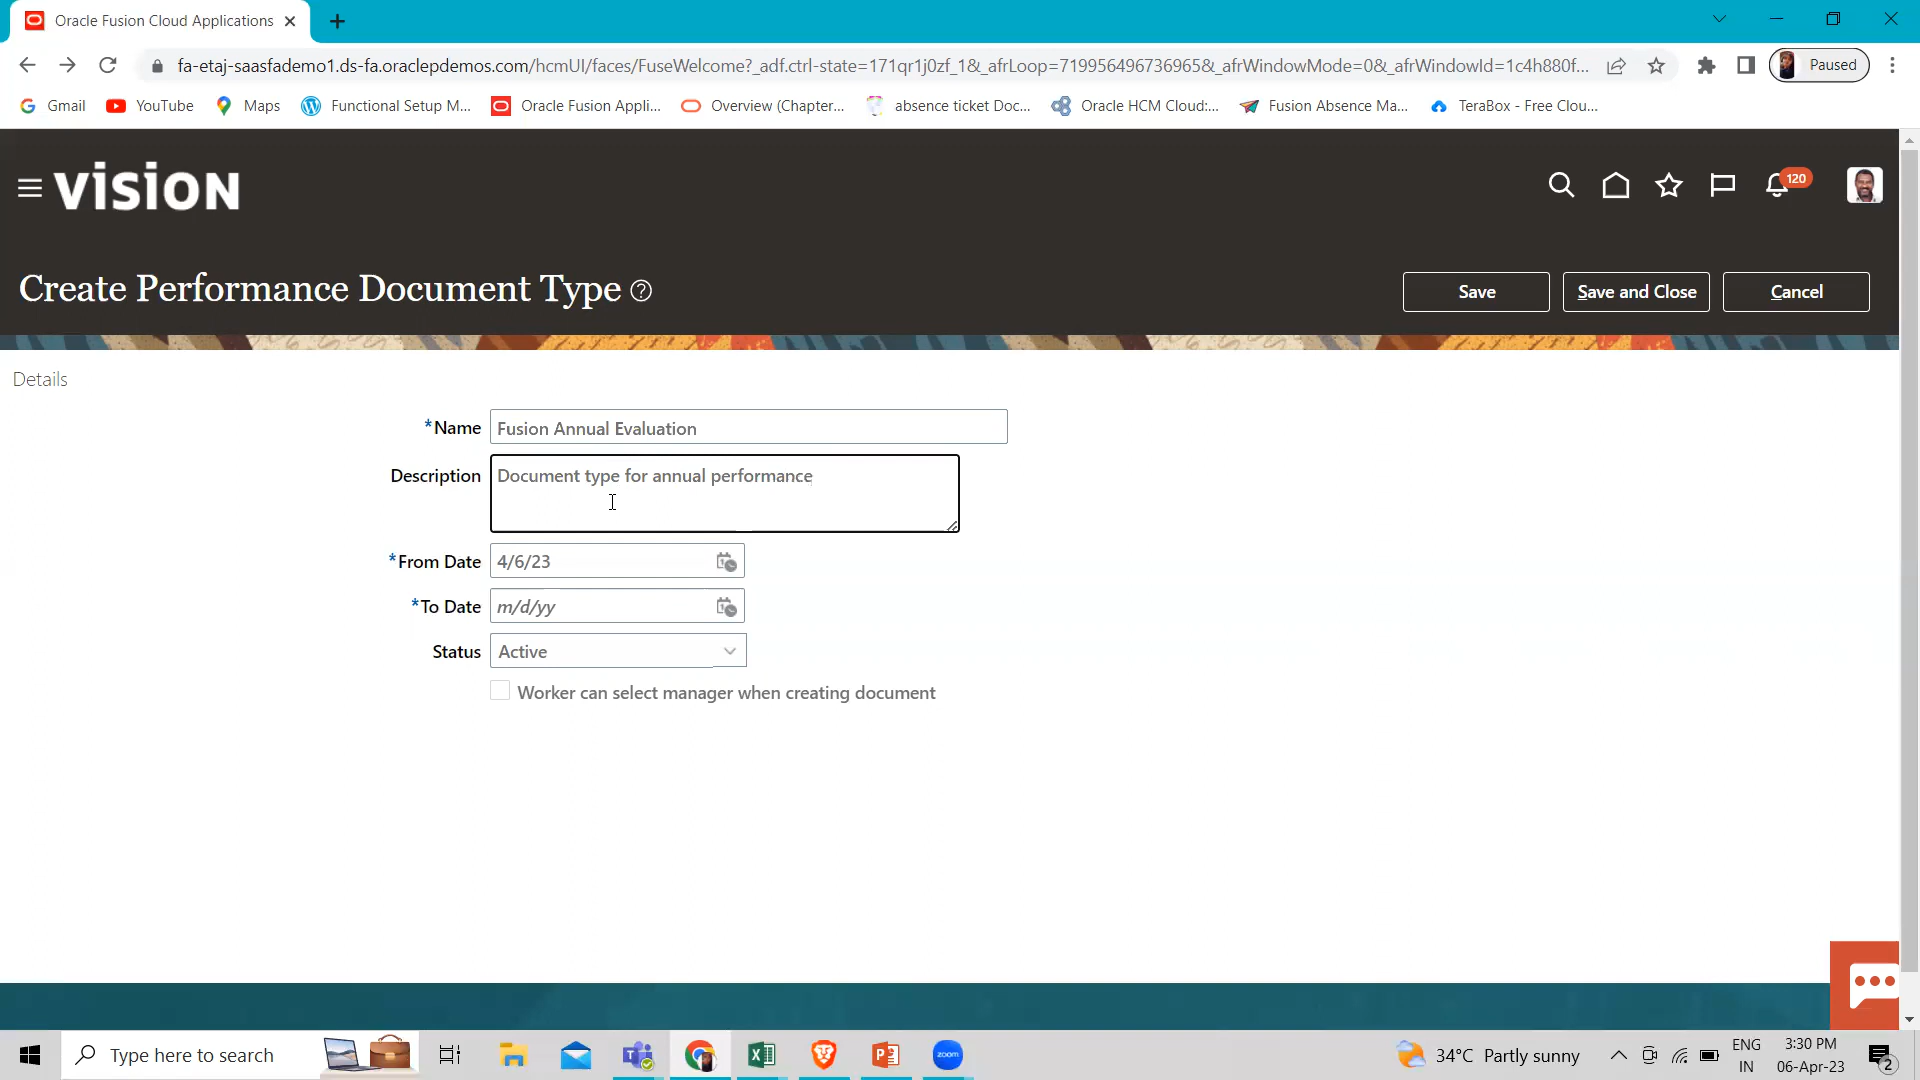 Oracle Fusion Cloud Applications
Paused
fa-etaj-saasfademo1.ds-fa.oraclepdemos.com/hcmUI/faces/FuseWelcome?_adf.ctrl-state=171qr1j0zf_1&_afrLoop=719956496736965&_afrWindowMode=0&_afrWindowId=1c4h880f...
Gmail YouTube Maps Functional Setup M... Oracle Fusion Appli... Overview (Chapter... absence ticket Doc... Oracle HCM Cloud:... Fusion Absence Ma... TeraBox - Free Clou...
vision
120
Create Performance Document Type ?
Save Save and Close Cancel
Details
*Name Fusion Annual Evaluation
Description Document type for annual performance
*From Date 4/6/23
*To Date m/d/yy
Status Active
Worker can select manager when creating document
Type here to search
zoom
34°C Partly sunny
ENG
IN
3:30 PM
06-Apr-23
2